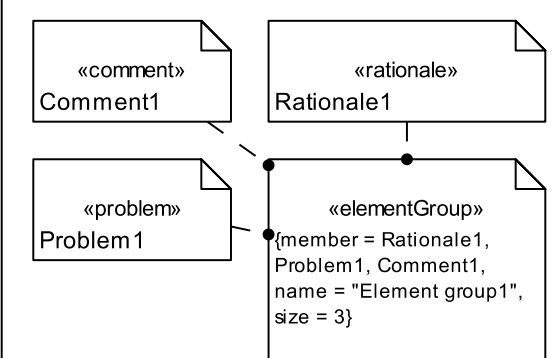 «comment»
Comment1
«rationale»
Rationale1
«problem»
Problem1
«elementGroup»
{member = Rationale1,
Problem1, Comment1,
name = "Element group1",
size = 3}